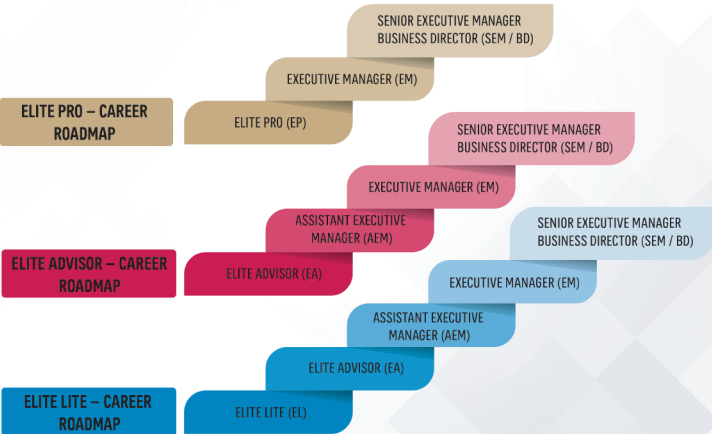 SENIOR EXECUTIVE MANAGER
BUSINESS DIRECTOR (SEM / BD)
EXECUTIVE MANAGER (EM)
ELITE PRO – CAREER
ROADMAP
ELITE PRO (EP)
SENIOR EXECUTIVE MANAGER
BUSINESS DIRECTOR (SEM / BD)
EXECUTIVE MANAGER (EM)
ASSISTANT EXECUTIVE
MANAGER (AEM)
ELITE ADVISOR – CAREER
ROADMAP
ELITE ADVISOR (EA)
SENIOR EXECUTIVE MANAGER
BUSINESS DIRECTOR (SEM / BD)
EXECUTIVE MANAGER (EM)
ASSISTANT EXECUTIVE
MANAGER (AEM)
ELITE ADVISOR (EA)
ELITE LITE – CAREER
ROADMAP
ELITE LITE (EL)